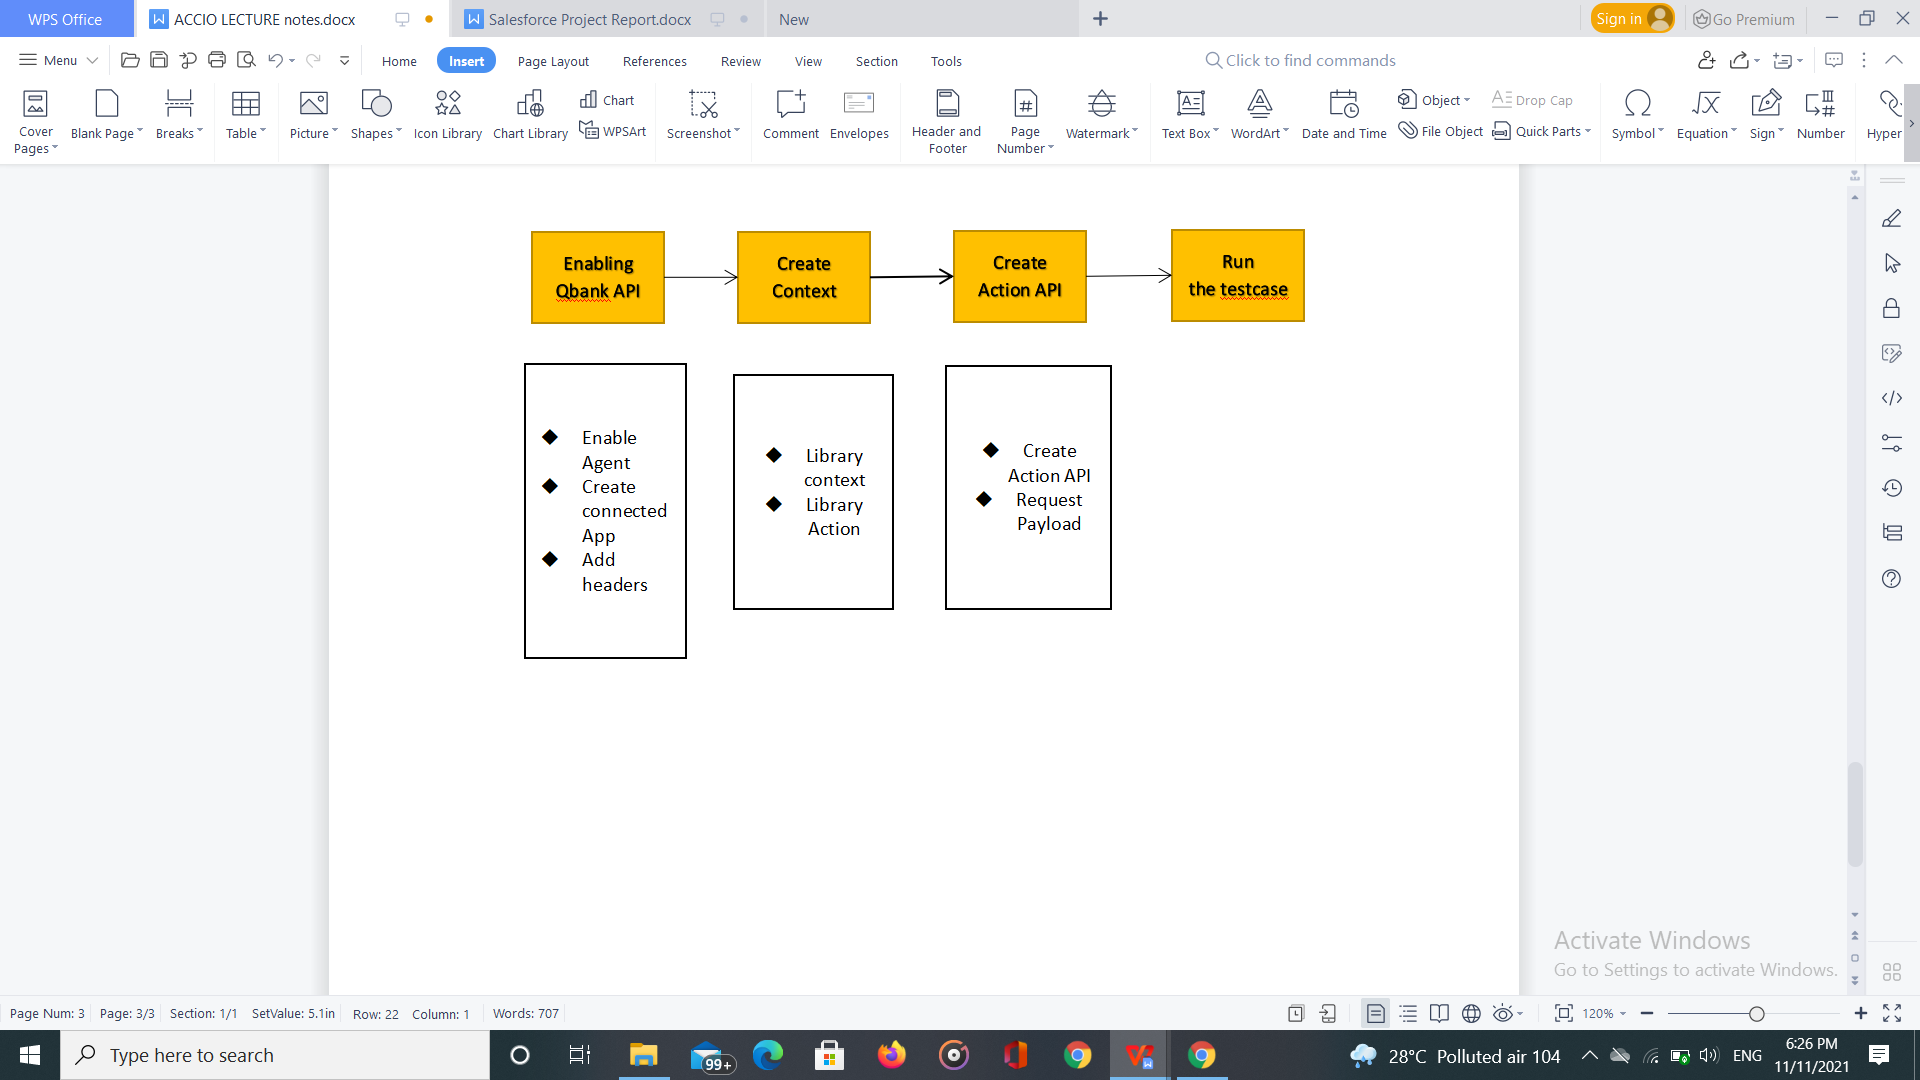 WPS Office
ACCIO LECTURE notes.docx
Salesforce Project Report.docx
New
Sign in
Go Premium
Menu
Home
Insert
Page Layout
References
Review
View
Section
Tools
Click to find commands
Cover
Pages
Blank Page
Breaks
Table
Picture
Shapes
Icon Library
Chart Library
Chart
WPSArt
Screenshot
Comment
Envelopes
Header and
Footer
Page
Number
Watermark
Text Box
WordArt
Date and Time
Object
File Object
Drop Cap
Quick Parts
Symbol
Equation
Sign
Number
Hyper
Enabling
Qbank API
Create
Context
Create
Action API
Run
the testcase
Enable
Agent
Create
connected
App
Add
headers
Library
context
Library
Action
Create
Action API
Request
Payload
Activate Windows
Go to Settings to activate Windows.
Page Num: 3
Page: 3/3
Section: 1/1
SetValue: 5.1in
Row: 22
Column: 1
Words: 707
120%
Type here to search
99+
28°C Polluted air 104
ENG
6:26 PM
11/11/2021